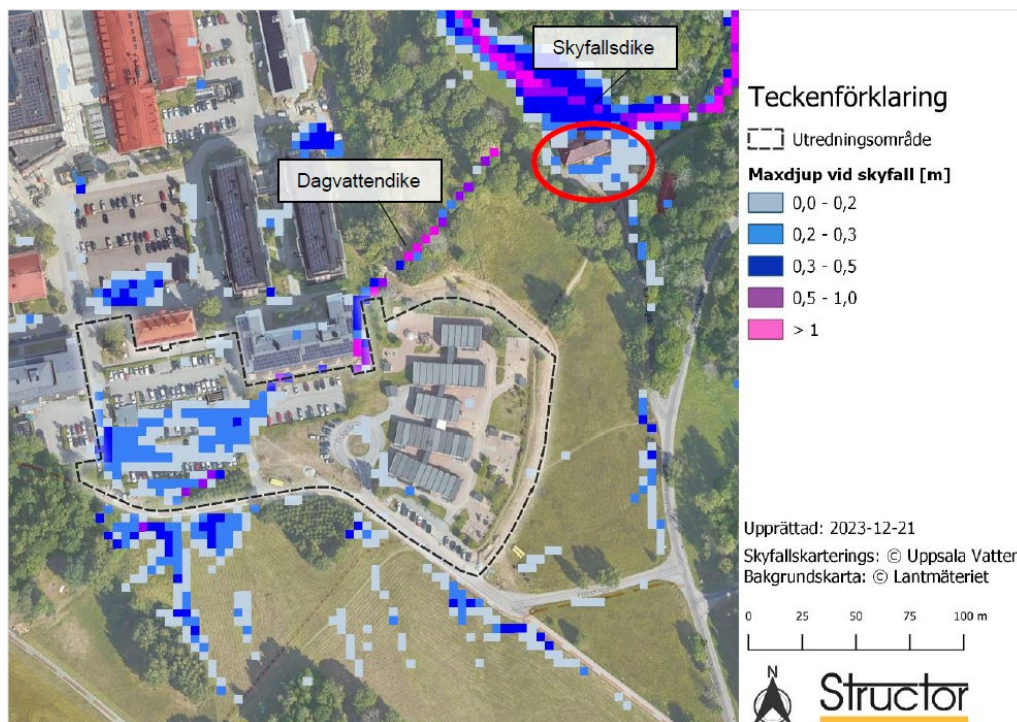 Skyfallsdike
Dagvattendike
Teckenförklaring
Utredningsområde
Maxdjup vid skyfall [m]
0,0 - 0,2
0,2 - 0,3
0,3 - 0,5
0,5 - 1,0
> 1
Upprättad: 2023-12-21
Skyfallskarterings: © Uppsala Vatten
Bakgrundskarta: © Lantmäteriet
0 25 50 75 100 m
N
Structor